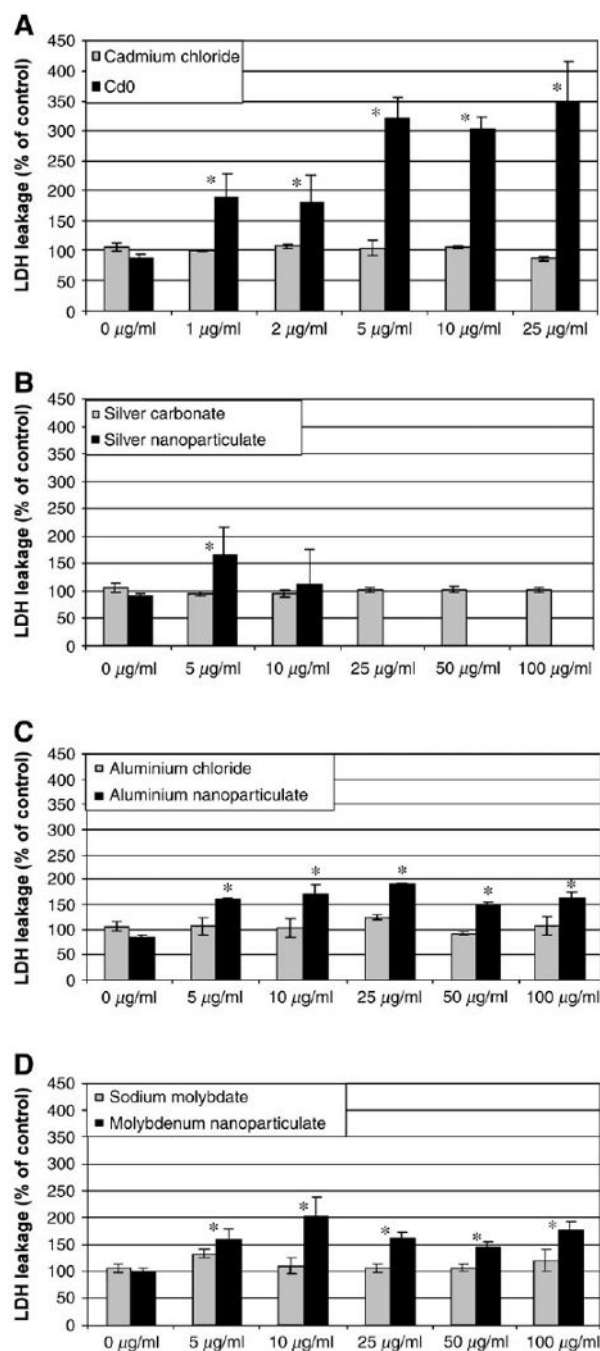 A
LDH leakage (% of control)
450
400
350
300
250
200
150
100
50
0
Cadmium chloride
Cd0
*
*
*
*
*
0 µg/ml 1 µg/ml 2 µg/ml 5 µg/ml 10 µg/ml 25 µg/ml
B
LDH leakage (% of control)
450
400
350
300
250
200
150
100
50
0
Silver carbonate
Silver nanoparticulate
*
0 µg/ml 5 µg/ml 10 µg/ml 25 µg/ml 50 µg/ml 100 µg/ml
C
LDH leakage (% of control)
450
400
350
300
250
200
150
100
50
0
Aluminium chloride
Aluminium nanoparticulate
*
*
*
*
*
0 µg/ml 5 µg/ml 10 µg/ml 25 µg/ml 50 µg/ml 100 µg/ml
D
LDH leakage (% of control)
450
400
350
300
250
200
150
100
50
0
Sodium molybdate
Molybdenum nanoparticulate
*
*
*
*
*
0 µg/ml 5 µg/ml 10 µg/ml 25 µg/ml 50 µg/ml 100 µg/ml